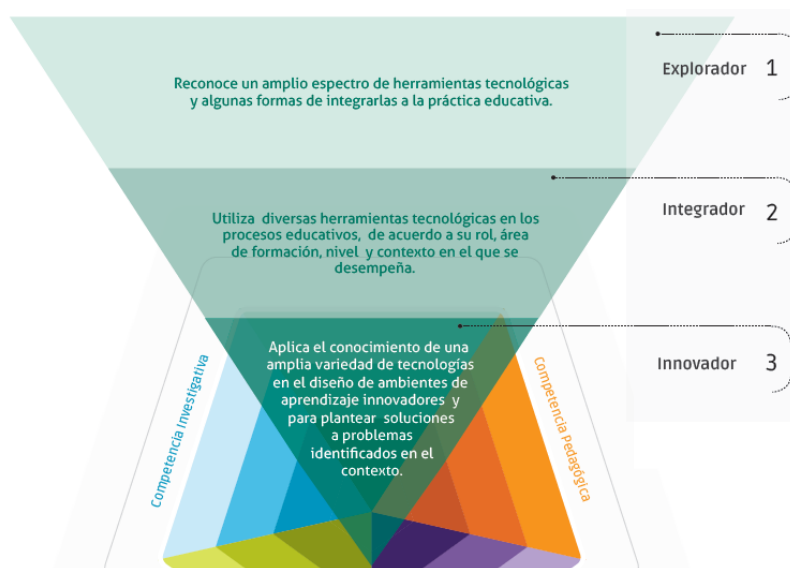 Reconoce un amplio espectro de herramientas tecnológicas
y algunas formas de integrarlas a la práctica educativa.
Explorador 1
Utiliza diversas herramientas tecnológicas en los
procesos educativos, de acuerdo a su rol, área
de formación, nivel y contexto en el que se
desempeña.
Integrador 2
Aplica el conocimiento de una
amplia variedad de tecnologías
en el diseño de ambientes de
aprendizaje innovadores y
para plantear soluciones
a problemas
identificados en el
contexto.
Innovador 3
Competencia Investigativa
Competencia Pedagógica